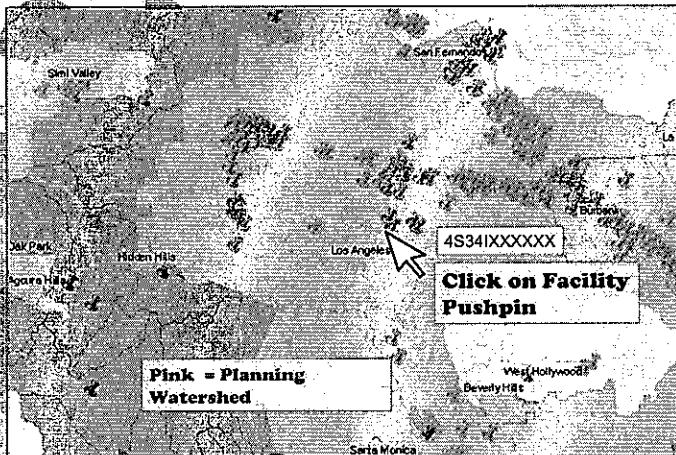 San Fernando
Simi Valley
La
Burbank
4S34IXXXXXX
Oak Park
Hidden Hills
Los Angeles
Agoura Hills
Click on Facility
Pushpin
Pink = Planning
Watershed
West Hollywood
Beverly Hills
Santa Monica